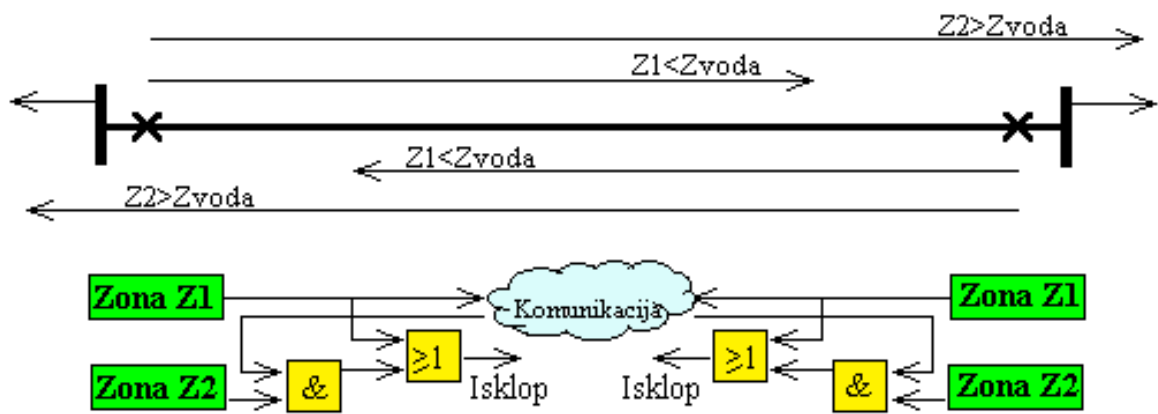 Z2>Zvoda
Z1<Zvoda
Z1<Zvoda
Z2>Zvoda
Zona Z1
Komunikacija
Zona Z1
≥1
≥1
Zona Z2
&
Isklop
Isklop
&
Zona Z2